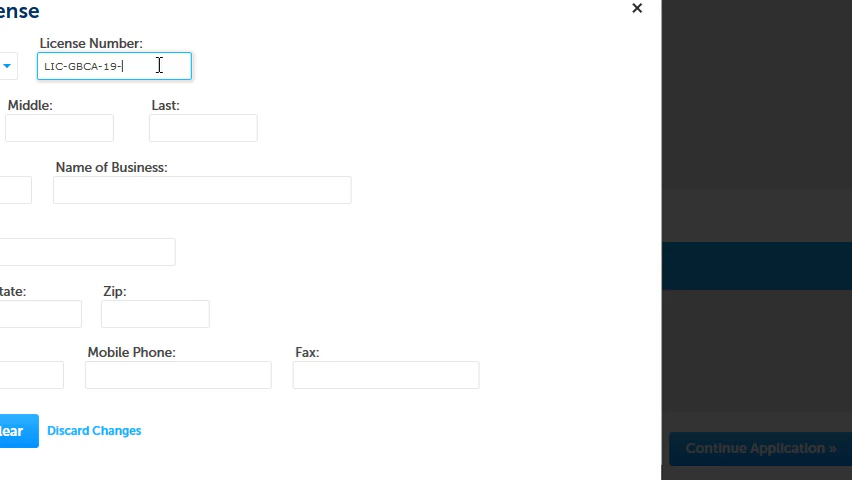 ense
×
License Number:
LIC-GBCA-19-
Middle: Last:
Name of Business:
tate: Zip:
Mobile Phone: Fax:
lear Discard Changes
Continue Application »